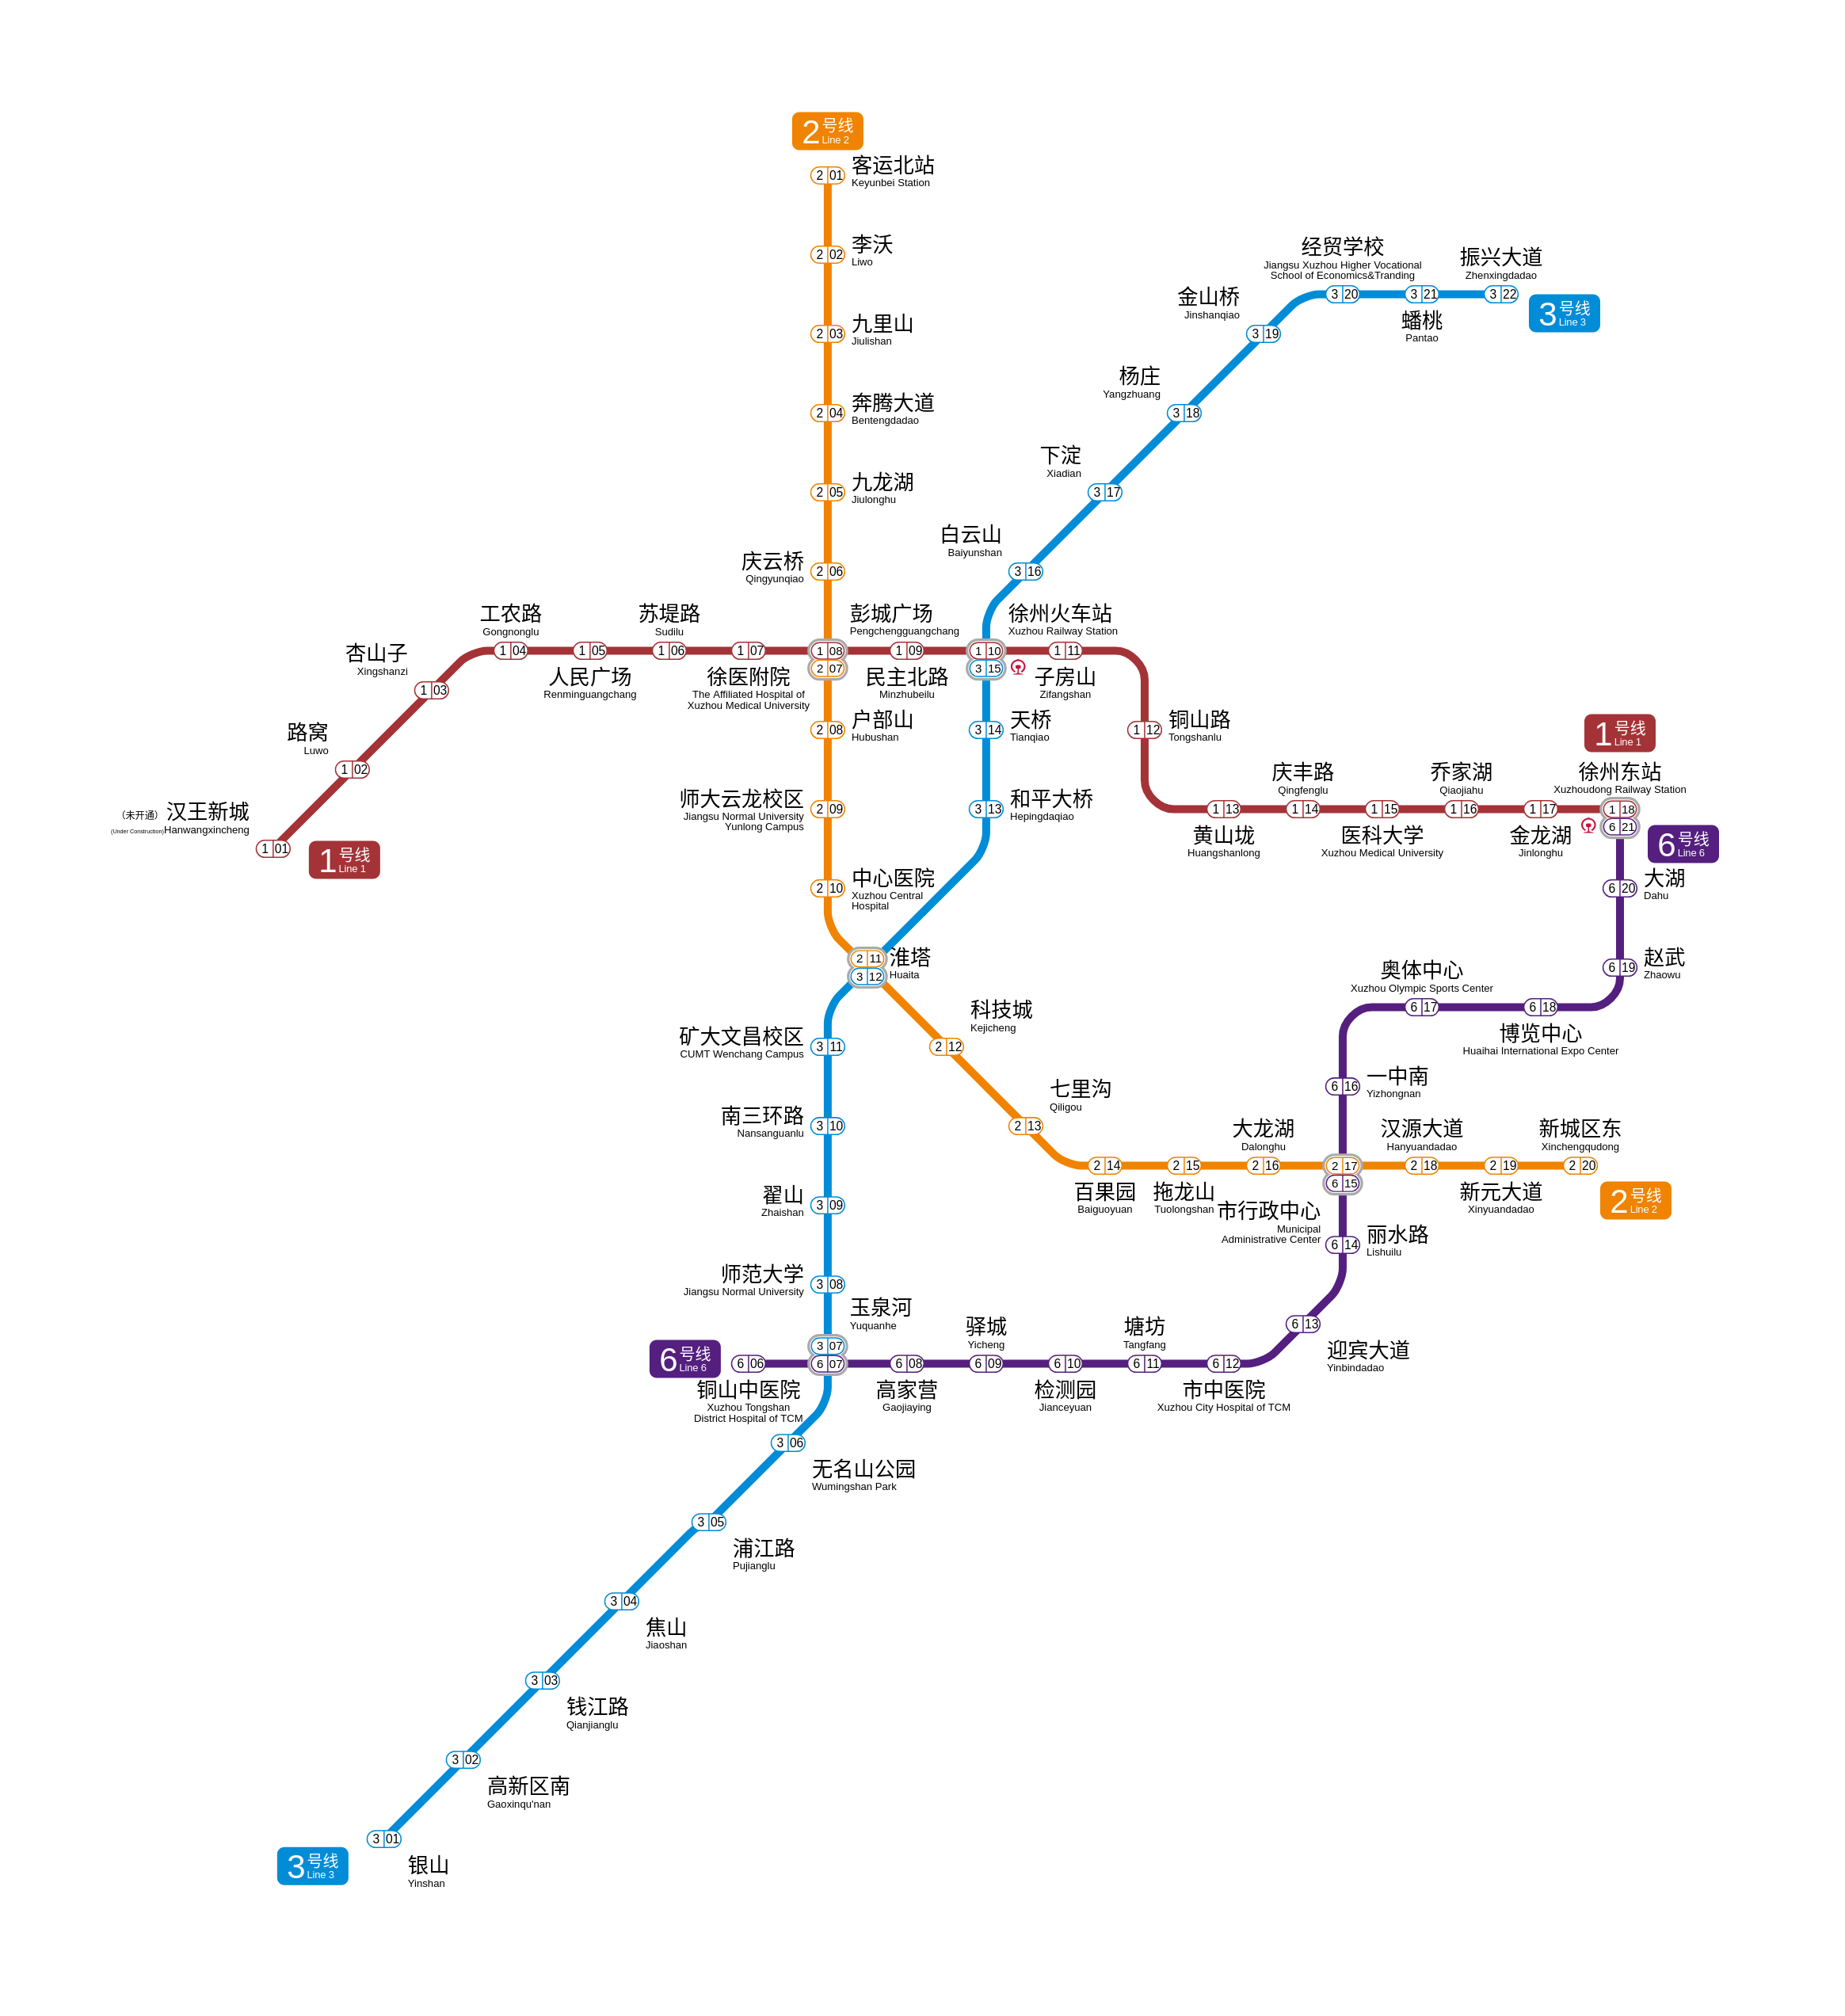 2 号线
Line 2
2 01
客运北站
Keyunbei Station
2 02
李沃
Liwo
2 03
九里山
Jiulishan
2 04
奔腾大道
Bentengdadao
2 05
九龙湖
Jiulonghu
2 06
庆云桥
Qingyunqiao
1 08
2 07
彭城广场
Pengchengguangchang
2 08
户部山
Hubushan
2 09
师大云龙校区
Jiangsu Normal University
Yunlong Campus
2 10
中心医院
Xuzhou Central
Hospital
2 11
3 12
淮塔
Huaita
2 12
科技城
Kejicheng
2 13
七里沟
Qiligou
2 14
百果园
Baiguoyuan
2 15
拖龙山
Tuolongshan
2 16
大龙湖
Dalonghu
2 17
6 15
市行政中心
Municipal
Administrative Center
2 18
汉源大道
Hanyuandadao
2 19
新元大道
Xinyuandadao
2 20
新城区东
Xinchengqudong
2 号线
Line 2
3 号线
Line 3
3 22
振兴大道
Zhenxingdadao
3 21
蟠桃
Pantao
3 20
经贸学校
Jiangsu Xuzhou Higher Vocational
School of Economics&Tranding
3 19
金山桥
Jinshanqiao
3 18
杨庄
Yangzhuang
3 17
下淀
Xiadian
3 16
白云山
Baiyunshan
1 10
3 15
徐州火车站
Xuzhou Railway Station
3 14
天桥
Tianqiao
3 13
和平大桥
Hepingdaqiao
3 11
矿大文昌校区
CUMT Wenchang Campus
3 10
南三环路
Nansanguanlu
3 09
翟山
Zhaishan
3 08
师范大学
Jiangsu Normal University
3 07
6 07
玉泉河
Yuquanhe
3 06
无名山公园
Wumingshan Park
3 05
浦江路
Pujianglu
3 04
焦山
Jiaoshan
3 03
钱江路
Qianjianglu
3 02
高新区南
Gaoxinqu'nan
3 01
银山
Yinshan
3 号线
Line 3
1 号线
Line 1
1 01
（未开通）汉王新城
(Under Construction)Hanwangxincheng
1 02
路窝
Luwo
1 03
杏山子
Xingshanzi
1 04
工农路
Gongnonglu
1 05
人民广场
Renminguangchang
1 06
苏堤路
Sudilu
1 07
徐医附院
The Affiliated Hospital of
Xuzhou Medical University
1 09
民主北路
Minzhubeilu
1 11
子房山
Zifangshan
1 12
铜山路
Tongshanlu
1 13
黄山垅
Huangshanlong
1 14
庆丰路
Qingfenglu
1 15
医科大学
Xuzhou Medical University
1 16
乔家湖
Qiaojiahu
1 17
金龙湖
Jinlonghu
1 18
6 21
徐州东站
Xuzhoudong Railway Station
1 号线
Line 1
6 号线
Line 6
6 20
大湖
Dahu
6 19
赵武
Zhaowu
6 18
博览中心
Huaihai International Expo Center
6 17
奥体中心
Xuzhou Olympic Sports Center
6 16
一中南
Yizhongnan
6 14
丽水路
Lishuilu
6 13
迎宾大道
Yinbindadao
6 12
市中医院
Xuzhou City Hospital of TCM
6 11
塘坊
Tangfang
6 10
检测园
Jianceyuan
6 09
驿城
Yicheng
6 08
高家营
Gaojiaying
6 06
铜山中医院
Xuzhou Tongshan
District Hospital of TCM
6 号线
Line 6